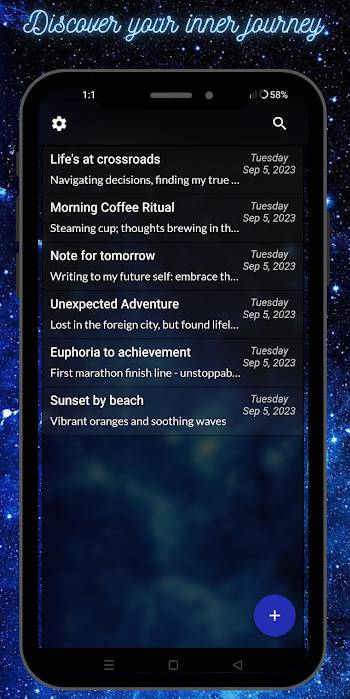 Discover your inner journey
1:1 58%
Life's at crossroads Tuesday
Sep 5, 2023
Navigating decisions, finding my true ...
Morning Coffee Ritual Tuesday
Sep 5, 2023
Steaming cup; thoughts brewing in th...
Note for tomorrow Tuesday
Sep 5, 2023
Writing to my future self: embrace th...
Unexpected Adventure Tuesday
Sep 5, 2023
Lost in the foreign city, but found lifel...
Euphoria to achievement Tuesday
Sep 5, 2023
First marathon finish line - unstoppab...
Sunset by beach Tuesday
Sep 5, 2023
Vibrant oranges and soothing waves